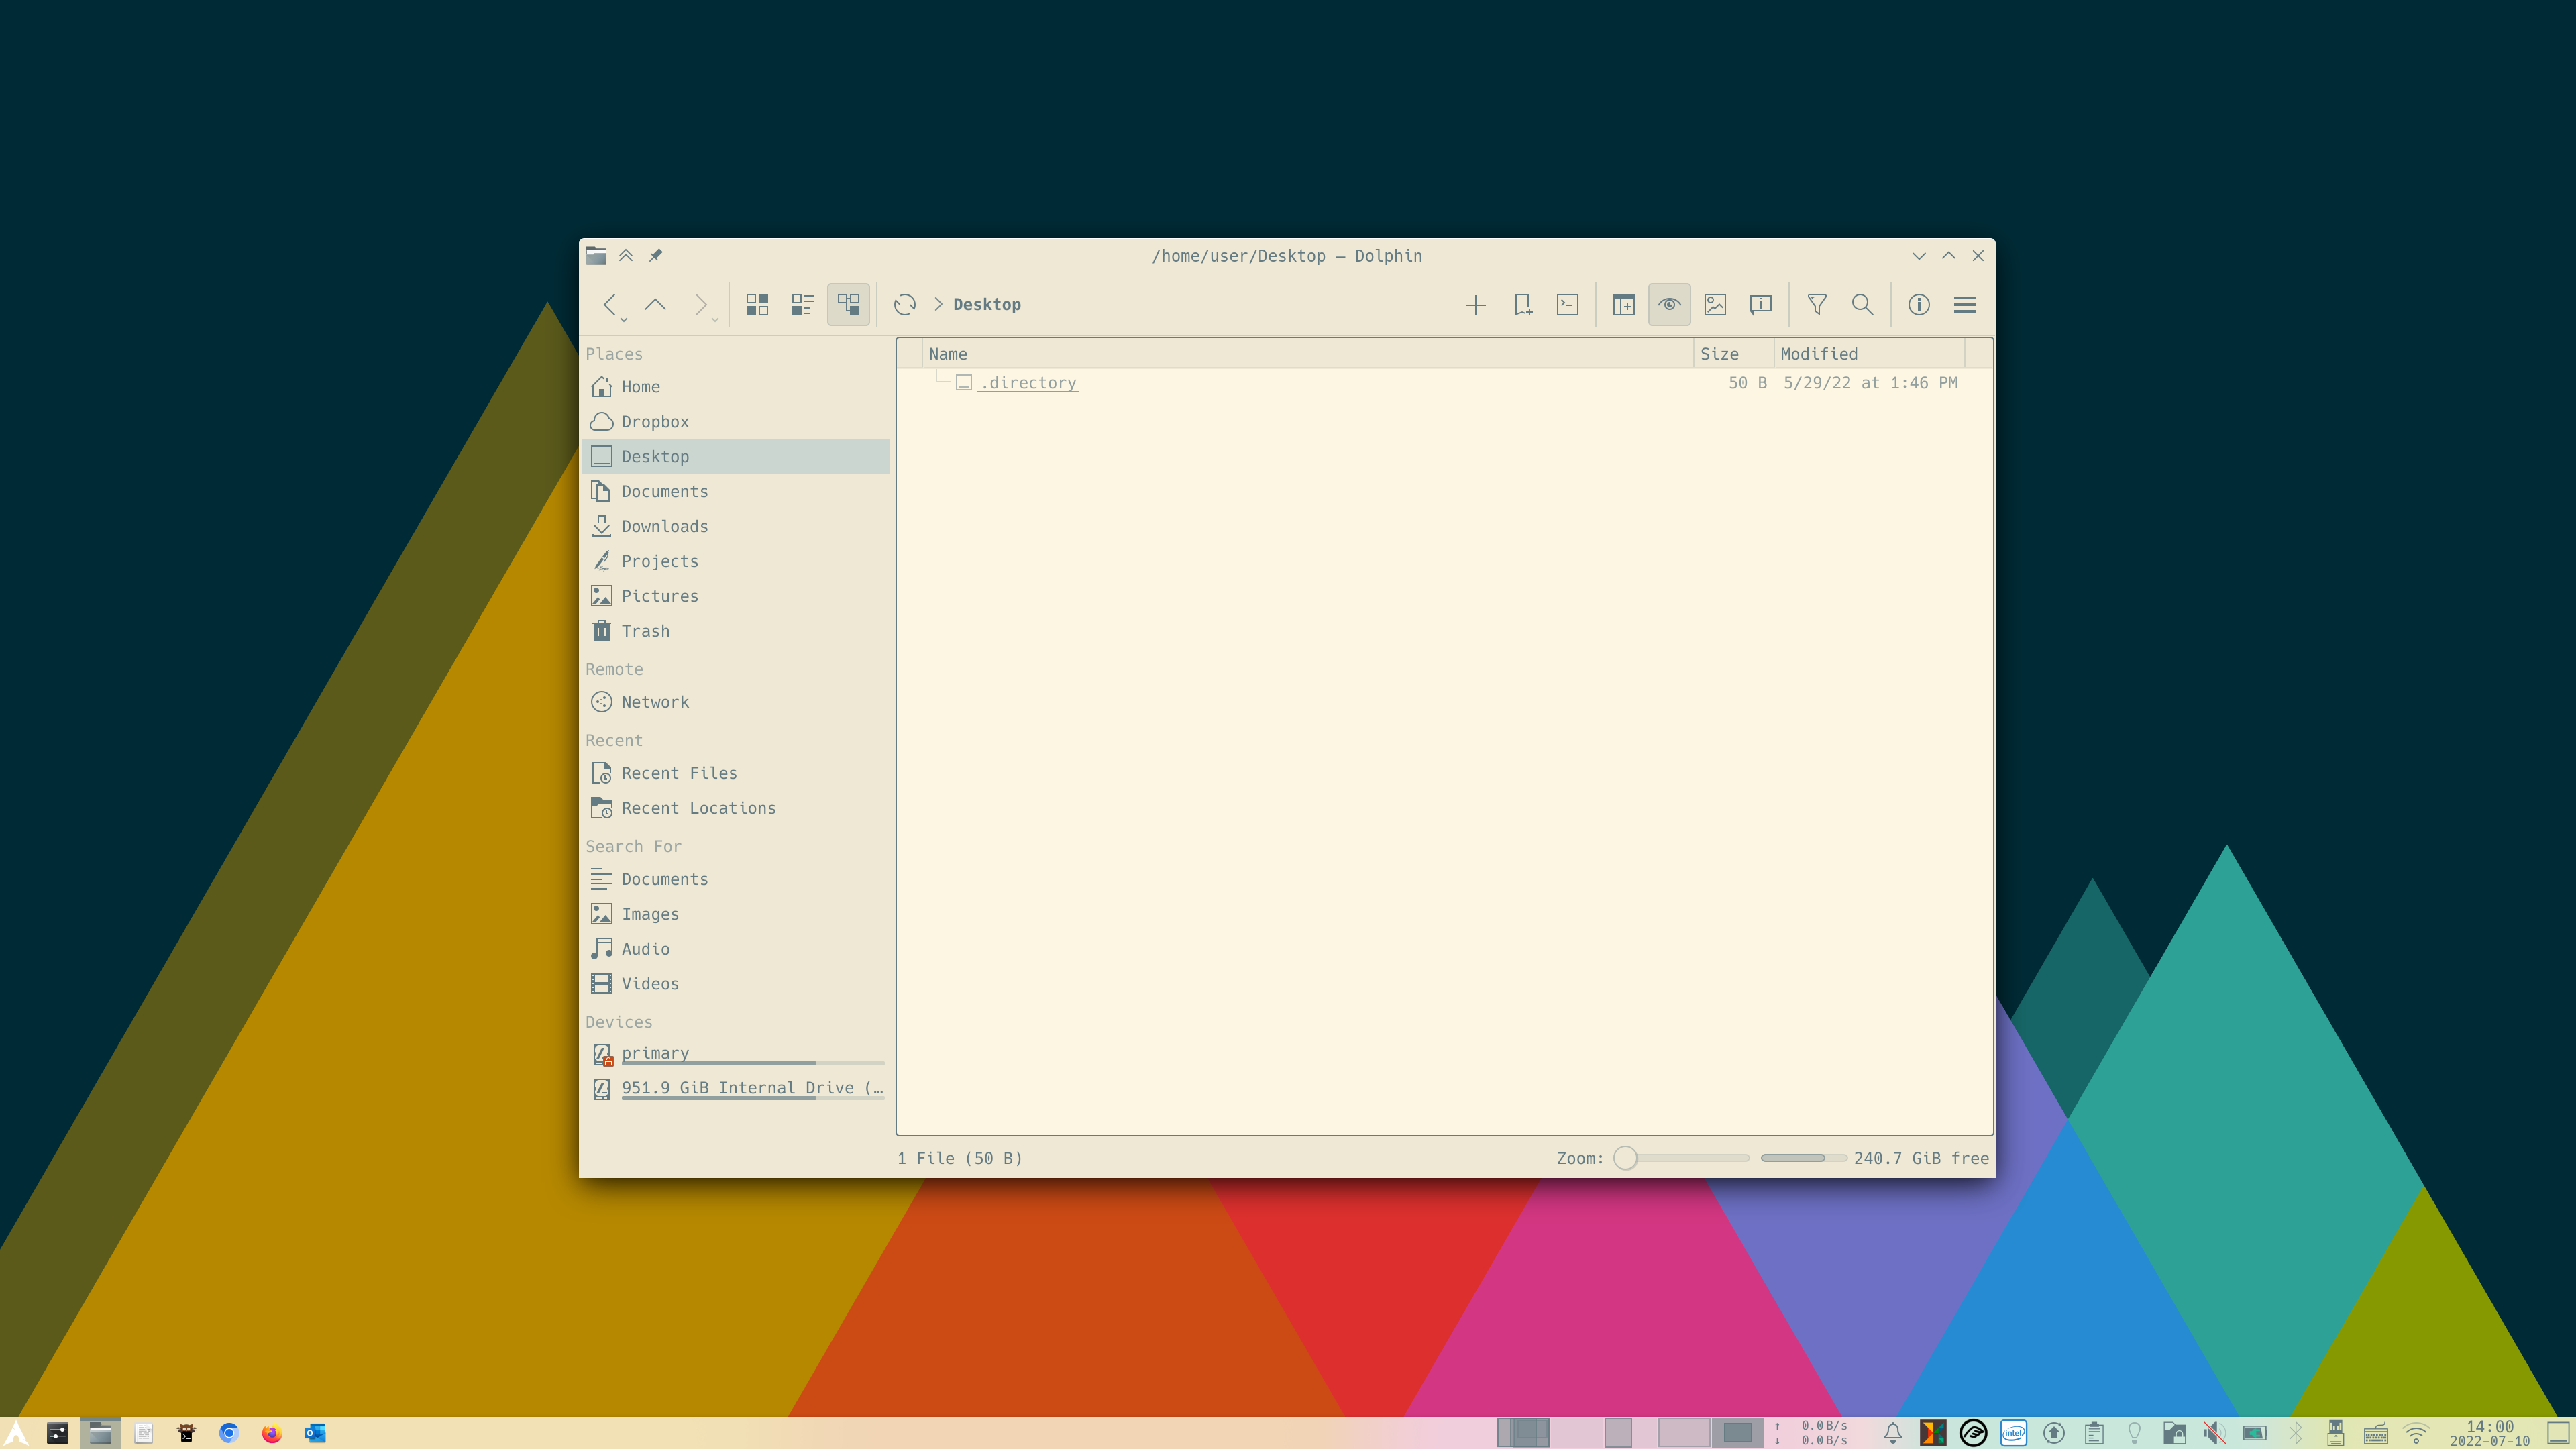 /home/user/Desktop — Dolphin
Desktop
Places
Home
Dropbox
Desktop
Documents
Downloads
Projects
Pictures
Trash
Remote
Network
Recent
Recent Files
Recent Locations
Search For
Documents
Images
Audio
Videos
Devices
primary
951.9 GiB Internal Drive (…
Name Size Modified
.directory 50 B 5/29/22 at 1:46 PM
1 File (50 B) Zoom: 240.7 GiB free
↑ 0.0B/s
↓ 0.0B/s
intel
14:00
2022-07-10